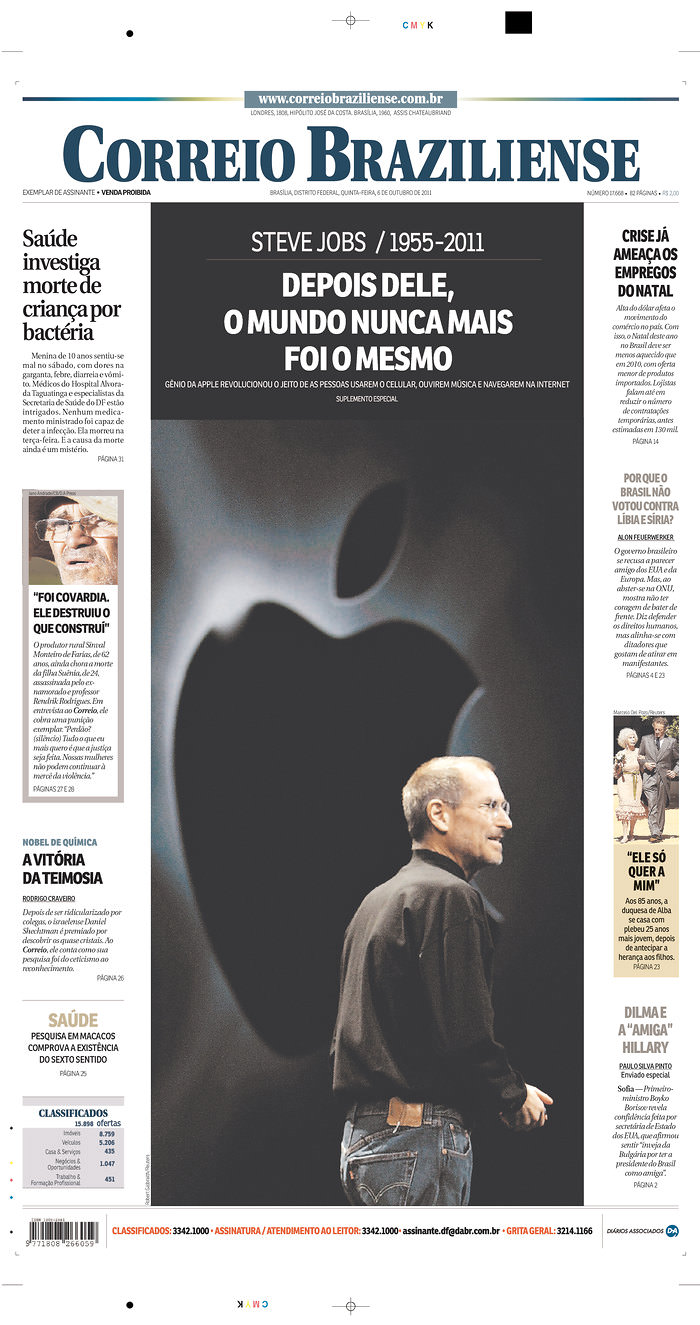 CMYK
www.correiobraziliense.com.br
LONDRES, 1808, HIPÓLITO JOSÉ DA COSTA. BRASÍLIA, 1960, ASSIS CHATEAUBRIAND
CORREIO BRAZILIENSE
EXEMPLAR DE ASSINANTE • VENDA PROIBIDA
BRASÍLIA, DISTRITO FEDERAL, QUINTA-FEIRA, 6 DE OUTUBRO DE 2011
NÚMERO 17.668 • 82 PÁGINAS • R$ 2,00
Saúde
investiga
morte de
criança por
bactéria
Menina de 10 anos sentiu-se
mal no sábado, com dores na
garganta, febre, diarreia e vômi-
to. Médicos do Hospital Alvora-
da Taguatinga e especialistas da
Secretaria de Saúde do DF estão
intrigados. Nenhum medica-
mento ministrado foi capaz de
deter a infecção. Ela morreu na
terça-feira. E a causa da morte
ainda é um mistério.
PÁGINA 31
Jano Andrade/CB/D.A Press
"FOI COVARDIA.
ELE DESTRUIU O
QUE CONSTRUÍ"
O produtor rural Sinval
Monteiro de Farias, de 62
anos, ainda chora a morte
da filha Suênia, de 24,
assassinada pelo ex-
namorado e professor
Rendrik Rodrigues. Em
entrevista ao Correio, ele
cobra uma punição
exemplar. "Perdão?
(silêncio) Tudo o que eu
mais quero é que a justiça
seja feita. Nossas mulheres
não podem continuar à
mercê da violência."
PÁGINAS 27 E 28
NOBEL DE QUÍMICA
A VITÓRIA
DA TEIMOSIA
RODRIGO CRAVEIRO
Depois de ser ridicularizado por
colegas, o israelense Daniel
Shechtman é premiado por
descobrir os quase cristais. Ao
Correio, ele conta como sua
pesquisa foi do ceticismo ao
reconhecimento.
PÁGINA 26
SAÚDE
PESQUISA EM MACACOS
COMPROVA A EXISTÊNCIA
DO SEXTO SENTIDO
PÁGINA 25
CLASSIFICADOS
15.898 ofertas
Imóveis 8.759
Veículos 5.206
Casa & Serviços 435
Negócios &
Oportunidades 1.047
Trabalho &
Formação Profissional 451
STEVE JOBS / 1955-2011
DEPOIS DELE,
O MUNDO NUNCA MAIS
FOI O MESMO
GÊNIO DA APPLE REVOLUCIONOU O JEITO DE AS PESSOAS USAREM O CELULAR, OUVIREM MÚSICA E NAVEGAREM NA INTERNET
SUPLEMENTO ESPECIAL
Robert Galbraith/Reuters
CRISE JÁ
AMEAÇA OS
EMPREGOS
DO NATAL
Alta do dólar afeta o
movimento do
comércio no país. Com
isso, o Natal deste ano
no Brasil deve ser
menos aquecido que
em 2010, com oferta
menor de produtos
importados. Lojistas
falam até em
reduzir o número
de contratações
temporárias, antes
estimadas em 130 mil.
PÁGINA 14
POR QUE O
BRASIL NÃO
VOTOU CONTRA
LÍBIA E SÍRIA?
ALON FEUERWERKER
O governo brasileiro
se recusa a parecer
amigo dos EUA e da
Europa. Mas, ao
abster-se na ONU,
mostra não ter
coragem de bater de
frente. Diz defender
os direitos humanos,
mas alinha-se com
ditadores que
gostam de atirar em
manifestantes.
PÁGINAS 4 E 23
Marcelo Del Pozo/Reuters
"ELE SÓ
QUER A
MIM"
Aos 85 anos, a
duquesa de Alba
se casa com
plebeu 25 anos
mais jovem, depois
de antecipar a
herança aos filhos.
PÁGINA 23
DILMA E
A "AMIGA"
HILLARY
PAULO SILVA PINTO
Enviado especial
Sofia — Primeiro-
ministro Boyko
Borisov revela
confidência feita por
secretária de Estado
dos EUA, que afirmou
sentir "inveja da
Bulgária por ter a
presidente do Brasil
como amiga".
PÁGINA 2
9 771808 266059
CLASSIFICADOS: 3342.1000 • ASSINATURA / ATENDIMENTO AO LEITOR: 3342.1000 • assinante.df@dabr.com.br • GRITA GERAL: 3214.1166
DIÁRIOS ASSOCIADOS D.A
CMYK